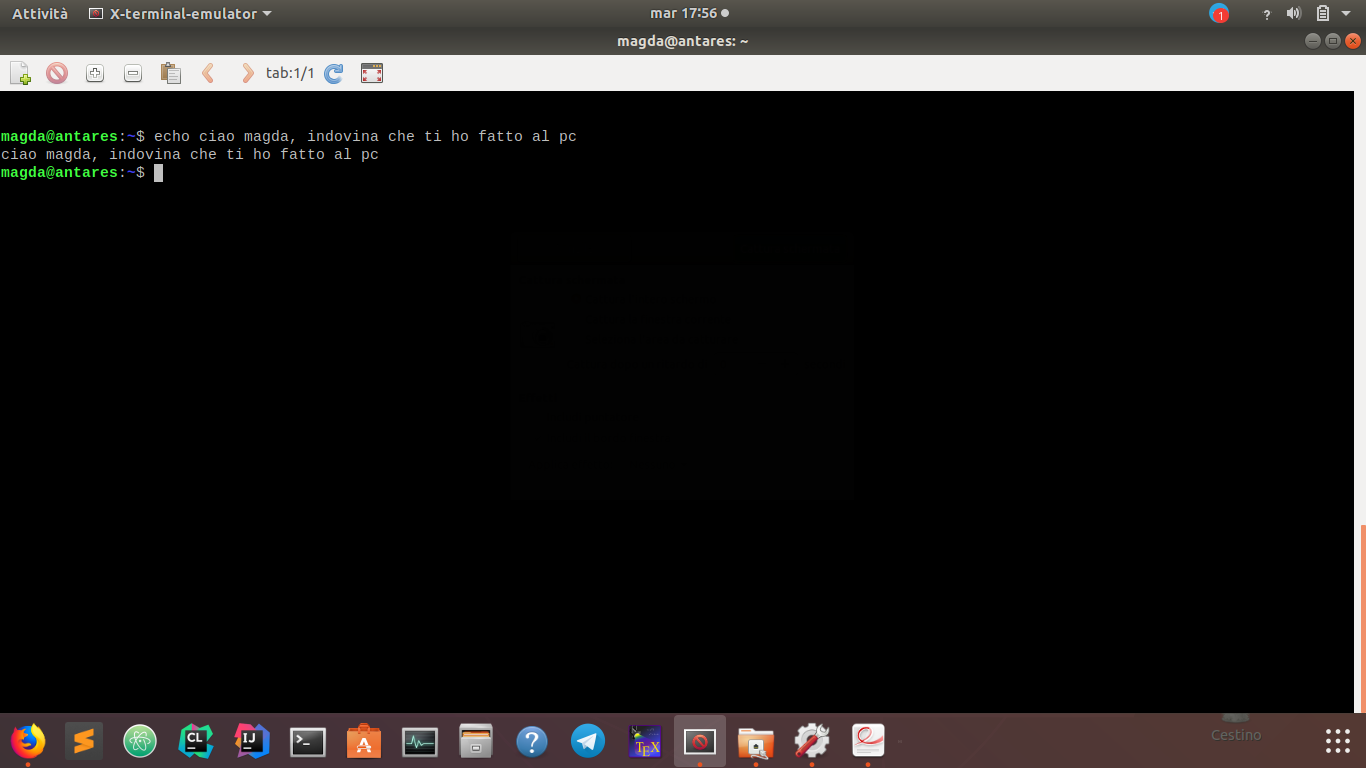 Attività X-terminal-emulator mar 17:56 1 ?
magda@antares: ~
tab:1/1
magda@antares:~$ echo ciao magda, indovina che ti ho fatto al pc
ciao magda, indovina che ti ho fatto al pc
magda@antares:~$
CL IJ >_ A ? TEX Cestino